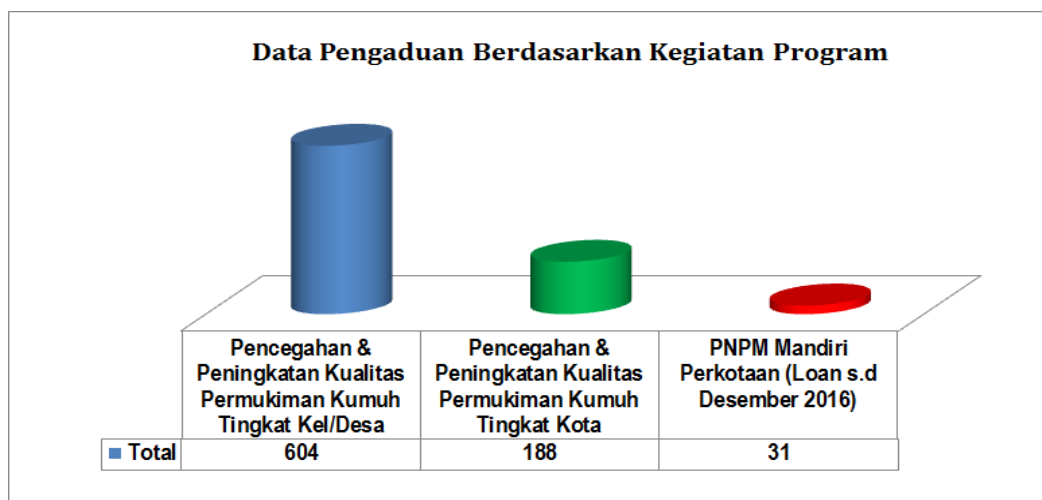 Data Pengaduan Berdasarkan Kegiatan Program
Pencegahan &
Peningkatan Kualitas
Permukiman Kumuh
Tingkat Kel/Desa
Pencegahan &
Peningkatan Kualitas
Permukiman Kumuh
Tingkat Kota
PNPM Mandiri
Perkotaan (Loan s.d
Desember 2016)
Total 604 188 31